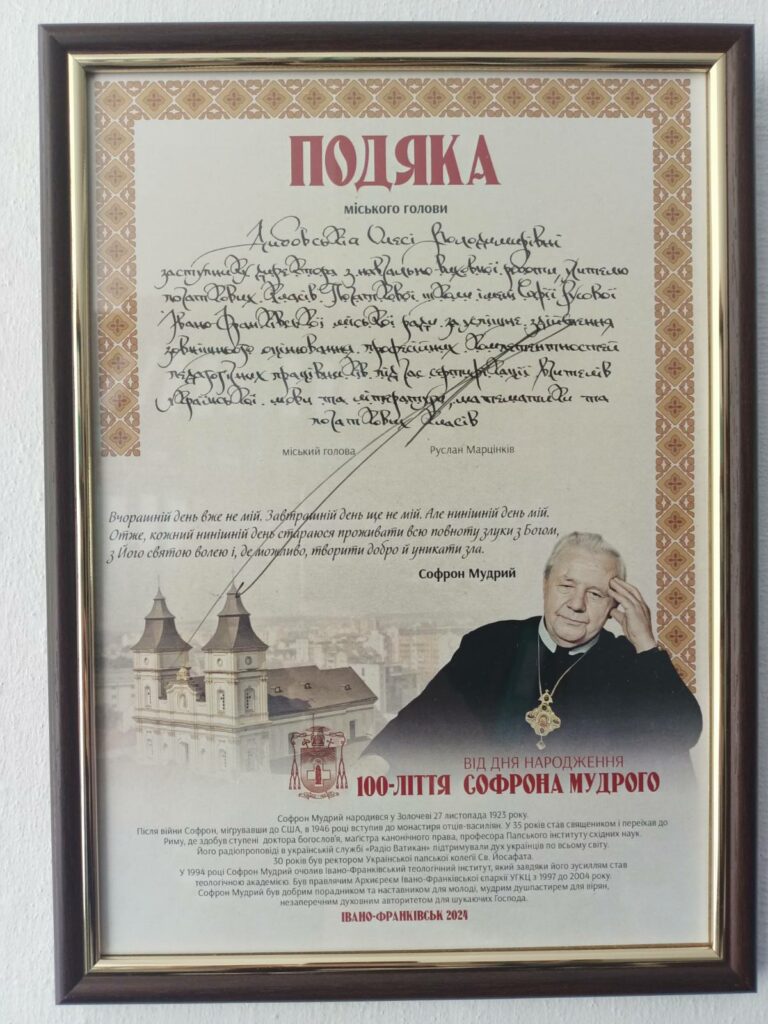 ПОДЯКА
міського голови
Дибовська Олесі Володимирівні
заступнику директора з навчально-виховної роботи, учителю
початкових класів Початкової школи імені Софії Русової
Івано-Франківської міської ради за успішне здійснення
зовнішнього оцінювання професійних компетентностей
педагогічних працівників під час сертифікації вчителів
української мови та літератури, математики та
початкових класів
міський голова Руслан Марцінків
Вчорашній день вже не мій. Завтрашній день ще не мій. Але нинішній день мій.
Отже, кожний нинішній день стараюся проживати всю повноту злуки з Богом,
з Його святою волею і, де можливо, творити добро й уникати зла.
Софрон Мудрий
ВІД ДНЯ НАРОДЖЕННЯ
100-ЛІТТЯ СОФРОНА МУДРОГО
Софрон Мудрий народився у Золочеві 27 листопада 1923 року.
Після війни Софрон, мігрувавши до США, в 1946 році вступив до монастиря отців-василіян. У 35 років став священиком і переїхав до
Риму, де здобув ступені доктора богослов'я, магістра канонічного права, професора Папського інституту східних наук.
Його радіопроповіді в українській службі «Радіо Ватикан» підтримували дух українців по всьому світу.
30 років був ректором Української папської колегії Св. Йосафата.
У 1994 році Софрон Мудрий очолив Івано-Франківський теологічний інститут, який завдяки його зусиллям став
теологічною академією. Був правлячим Архиєреєм Івано-Франківської єпархії УГКЦ з 1997 до 2004 року.
Софрон Мудрий був добрим порадником та наставником для молоді, мудрим душпастирем для вірян,
незаперечним духовним авторитетом для шукаючих Господа.
ІВАНО-ФРАНКІВСЬК 2024